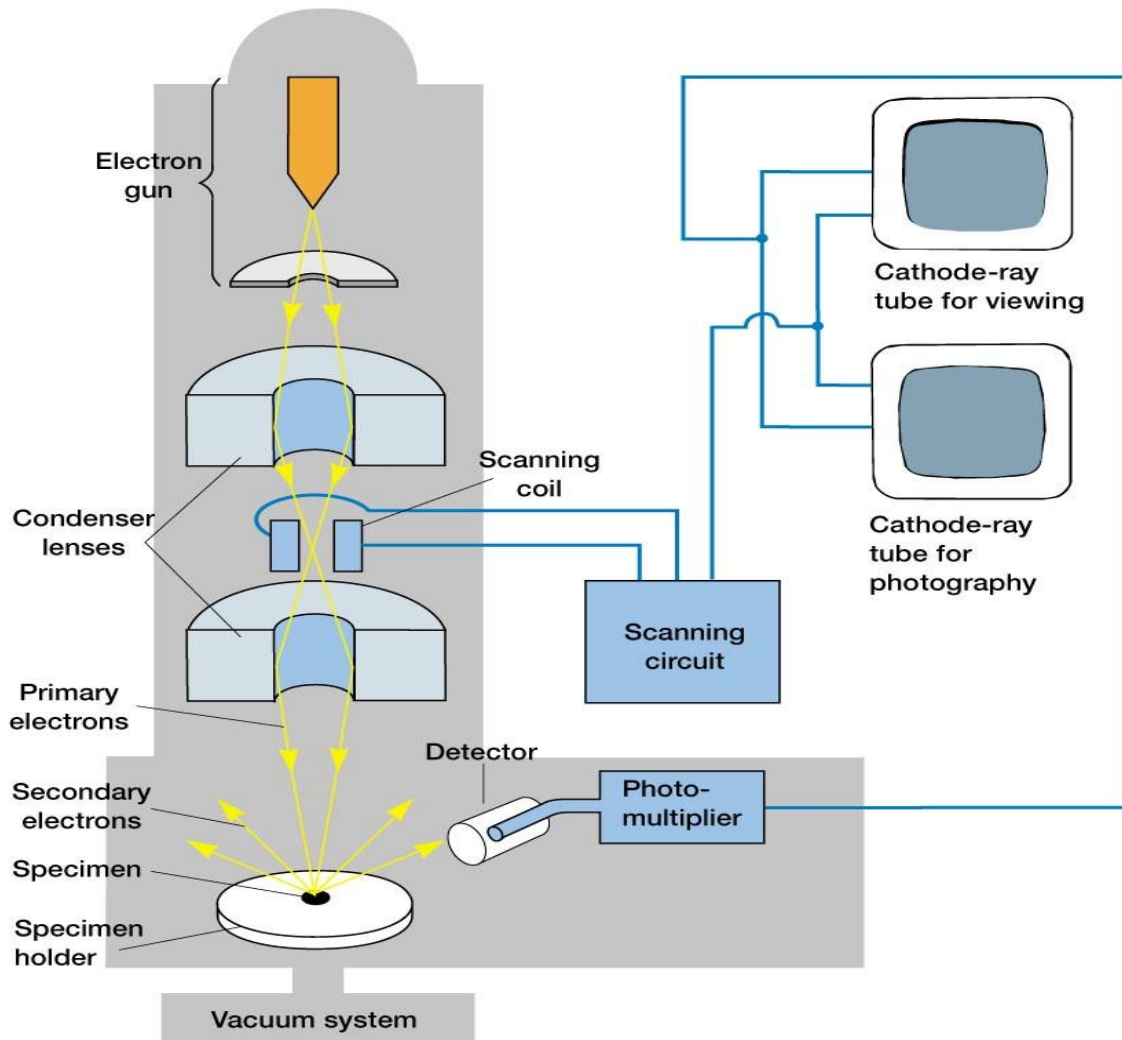 Electron
gun
Cathode-ray
tube for viewing
Scanning
coil
Condenser
lenses
Cathode-ray
tube for
photography
Scanning
circuit
Primary
electrons
Detector
Photo-
multiplier
Secondary
electrons
Specimen
Specimen
holder
Vacuum system